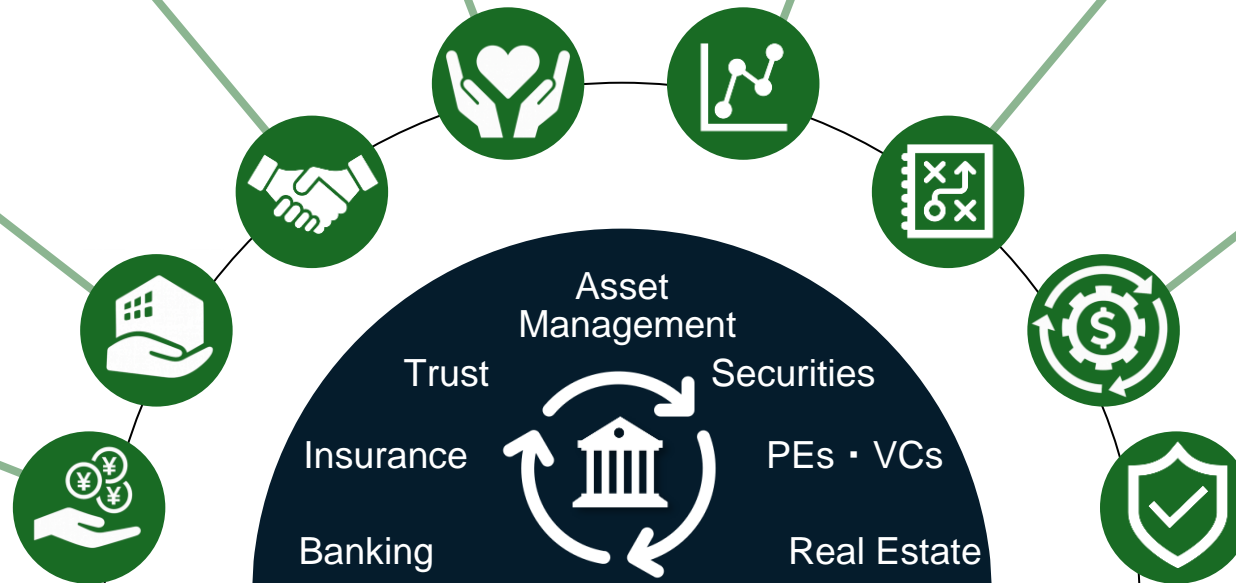 Asset
Management
Trust
Securities
Insurance
PEs・VCs
Banking
Real Estate
¥
¥
¥
$